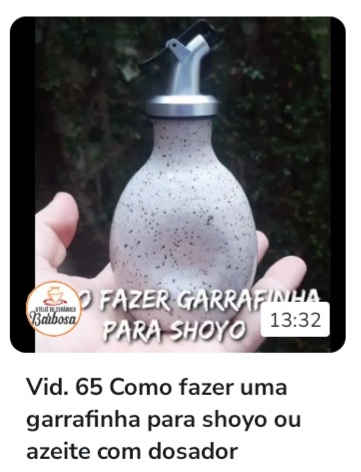 O FAZER GARRAFINHA
PARA SHOYO
ATELIÊ DE CERÂMICA
Barbosa
13:32
Vid. 65 Como fazer uma
garrafinha para shoyo ou
azeite com dosador